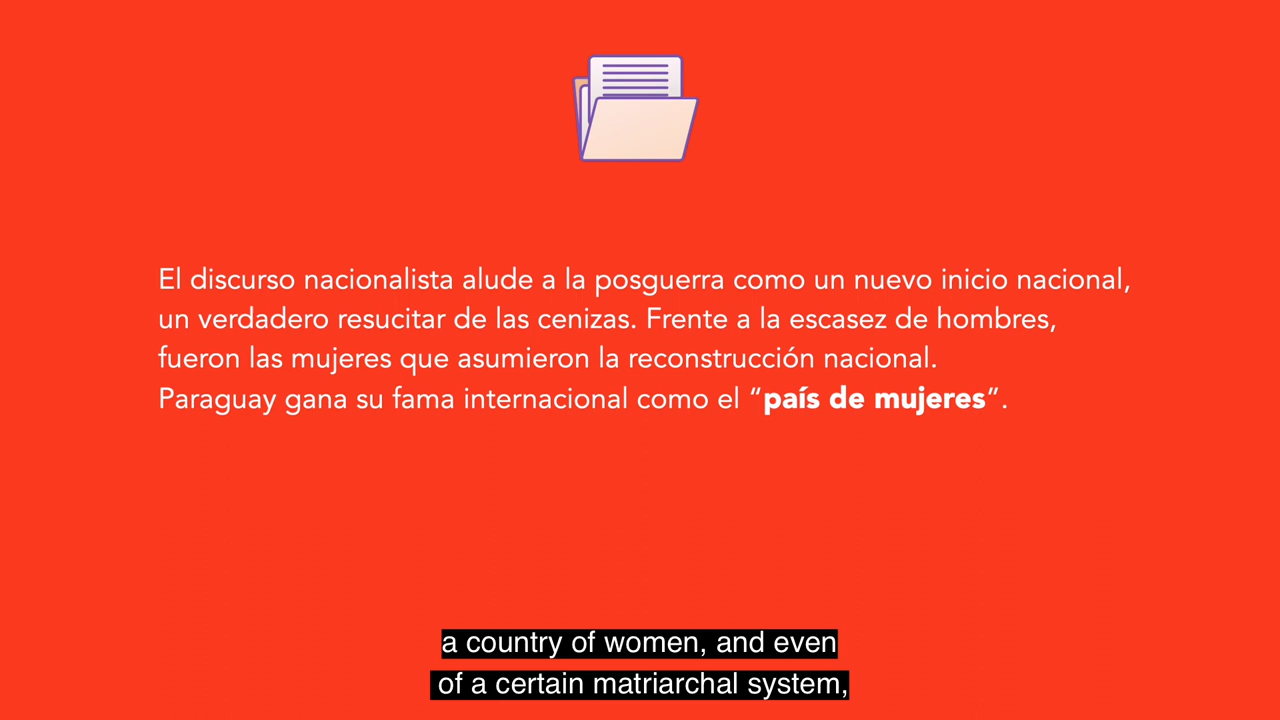 El discurso nacionalista alude a la posguerra como un nuevo inicio nacional,
un verdadero resucitar de las cenizas. Frente a la escasez de hombres,
fueron las mujeres que asumieron la reconstrucción nacional.
Paraguay gana su fama internacional como el “país de mujeres”.
a country of women, and even
of a certain matriarchal system,